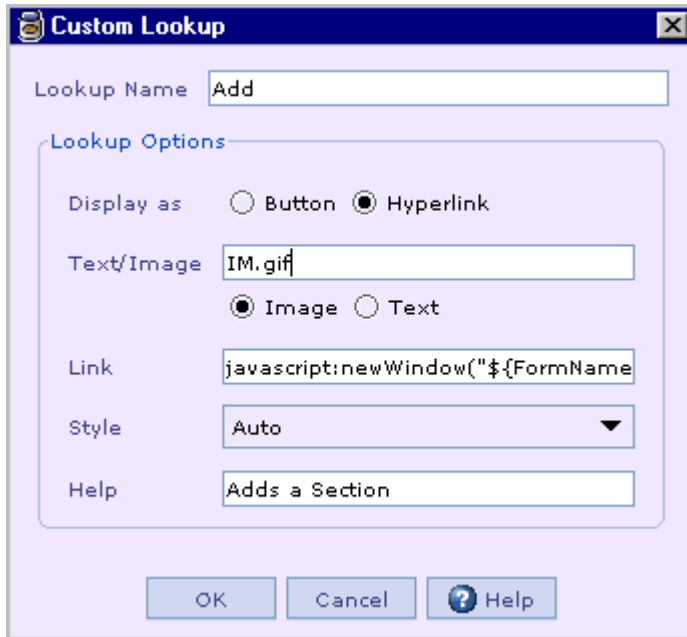 Custom Lookup
Lookup Name Add
Lookup Options
Display as Button Hyperlink
Text/Image IM.gif
Image Text
Link javascript:newWindow("${FormName
Style Auto
Help Adds a Section
OK Cancel ? Help